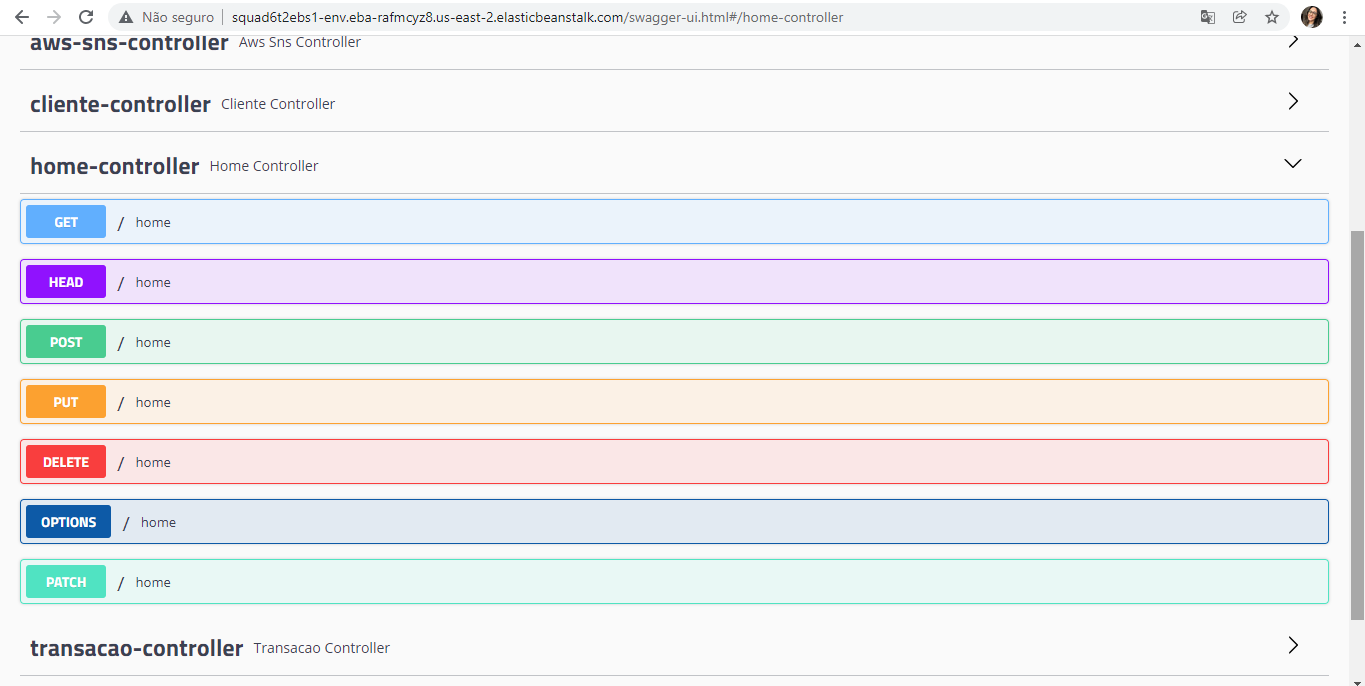 Não seguro squad6t2ebs1-env.eba-rafmcyz8.us-east-2.elasticbeanstalk.com/swagger-ui.html#/home-controller
aws-sns-controller Aws Sns Controller
cliente-controller Cliente Controller
home-controller Home Controller
GET / home
HEAD / home
POST / home
PUT / home
DELETE / home
OPTIONS / home
PATCH / home
transacao-controller Transacao Controller